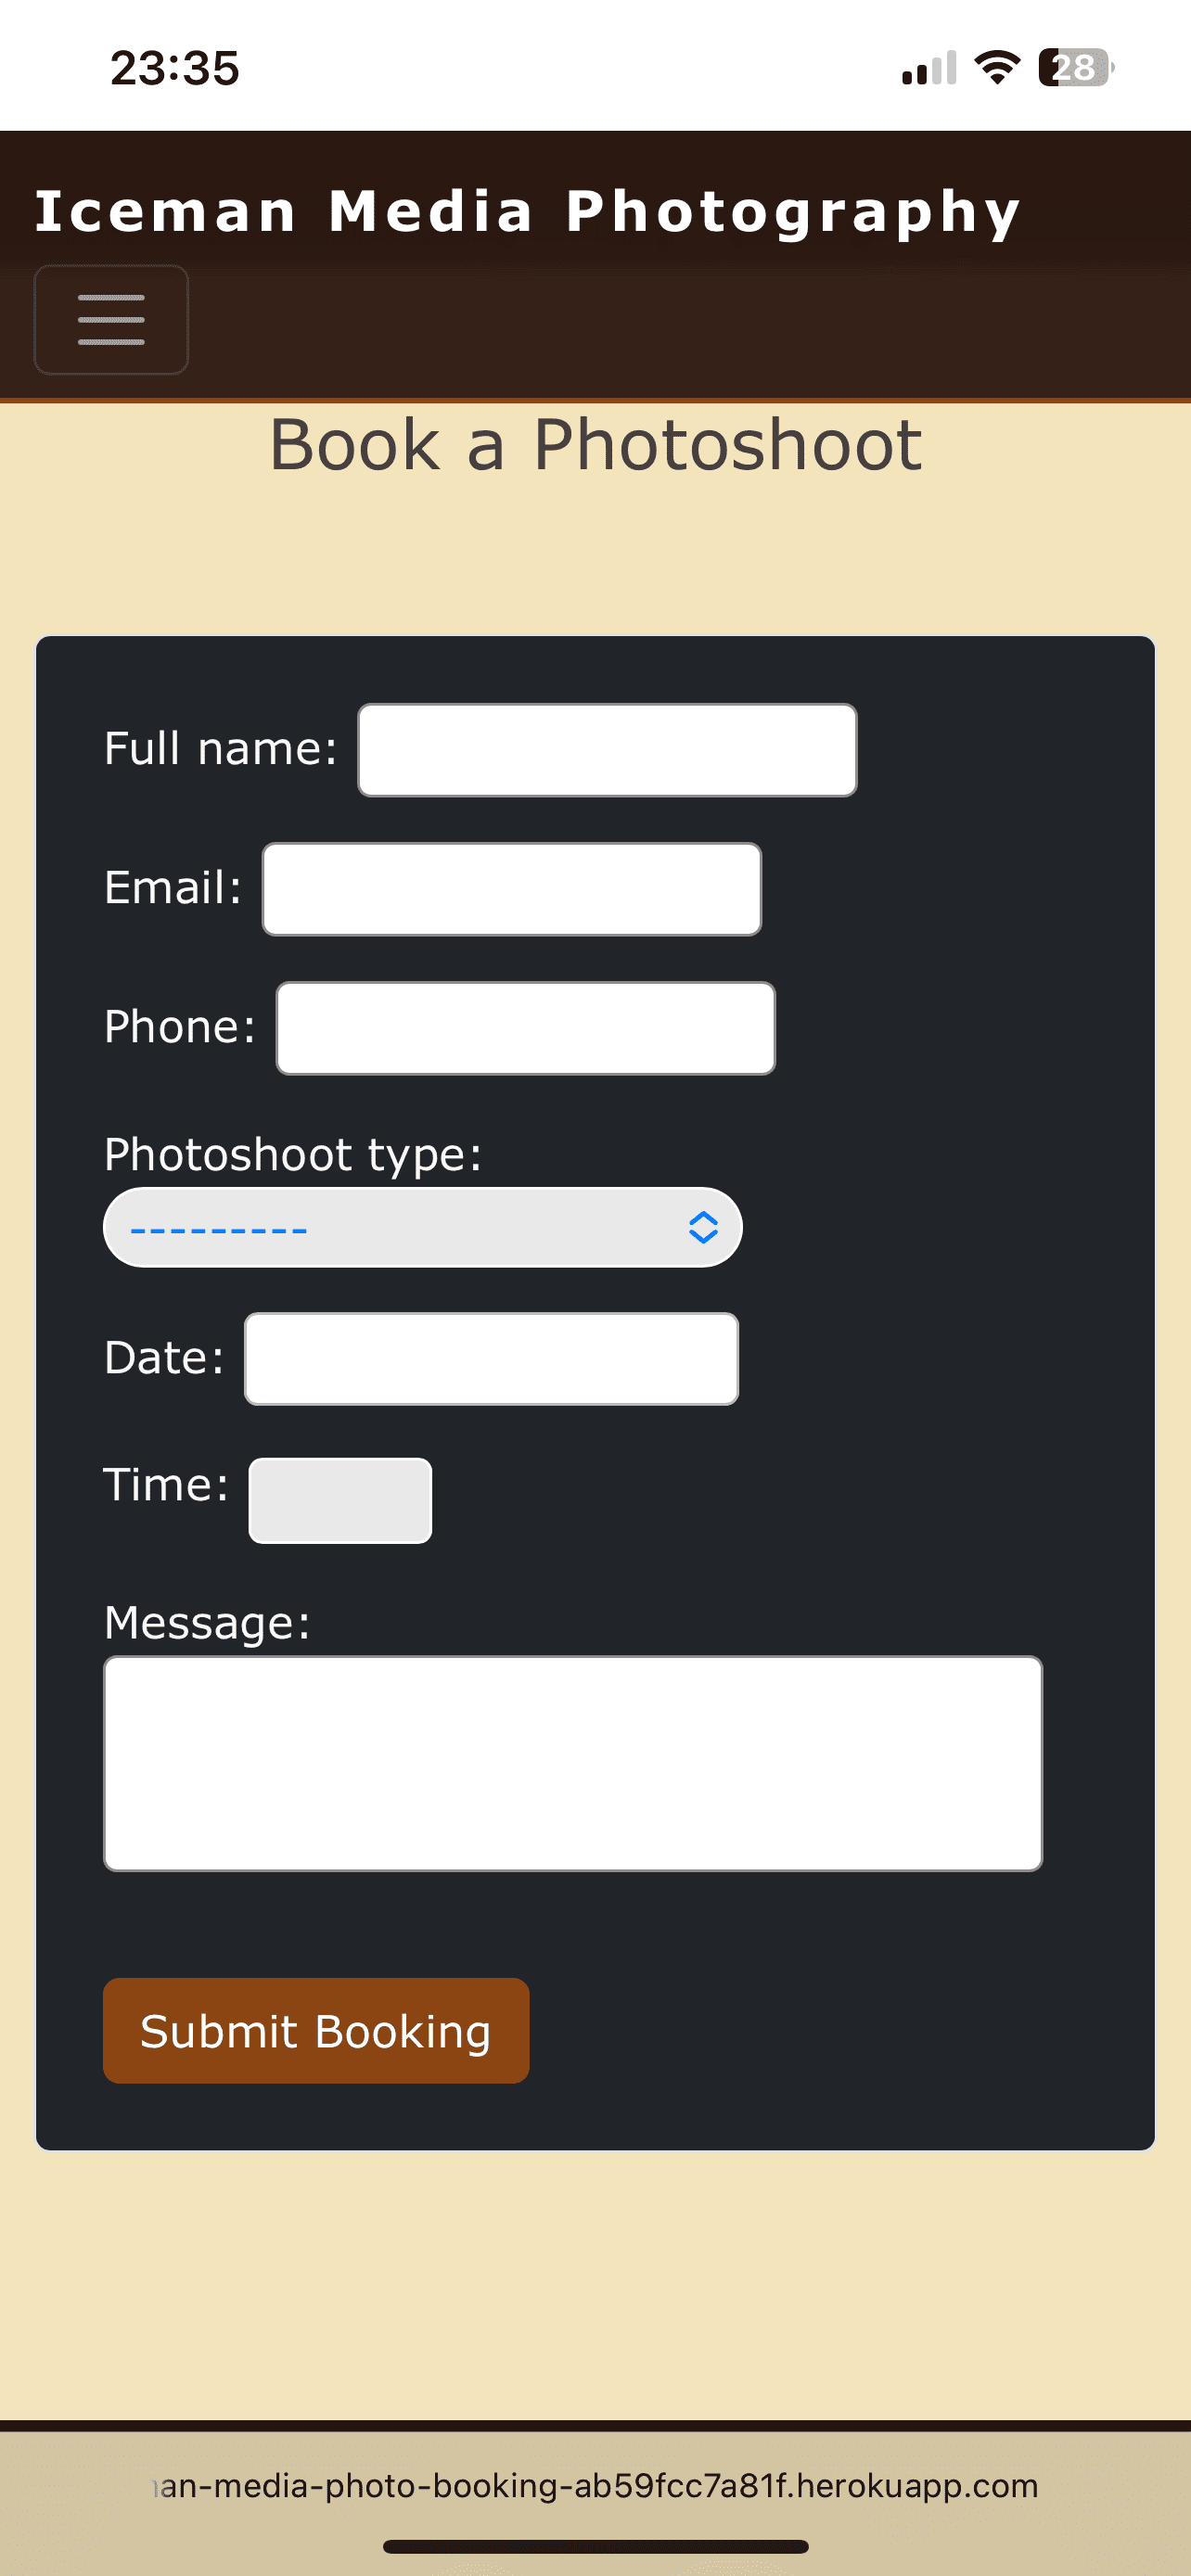 23:35
28
Iceman Media Photography
Book a Photoshoot
Full name:
Email:
Phone:
Photoshoot type:
---------
Date:
Time:
Message:
Submit Booking
an-media-photo-booking-ab59fcc7a81f.herokuapp.com